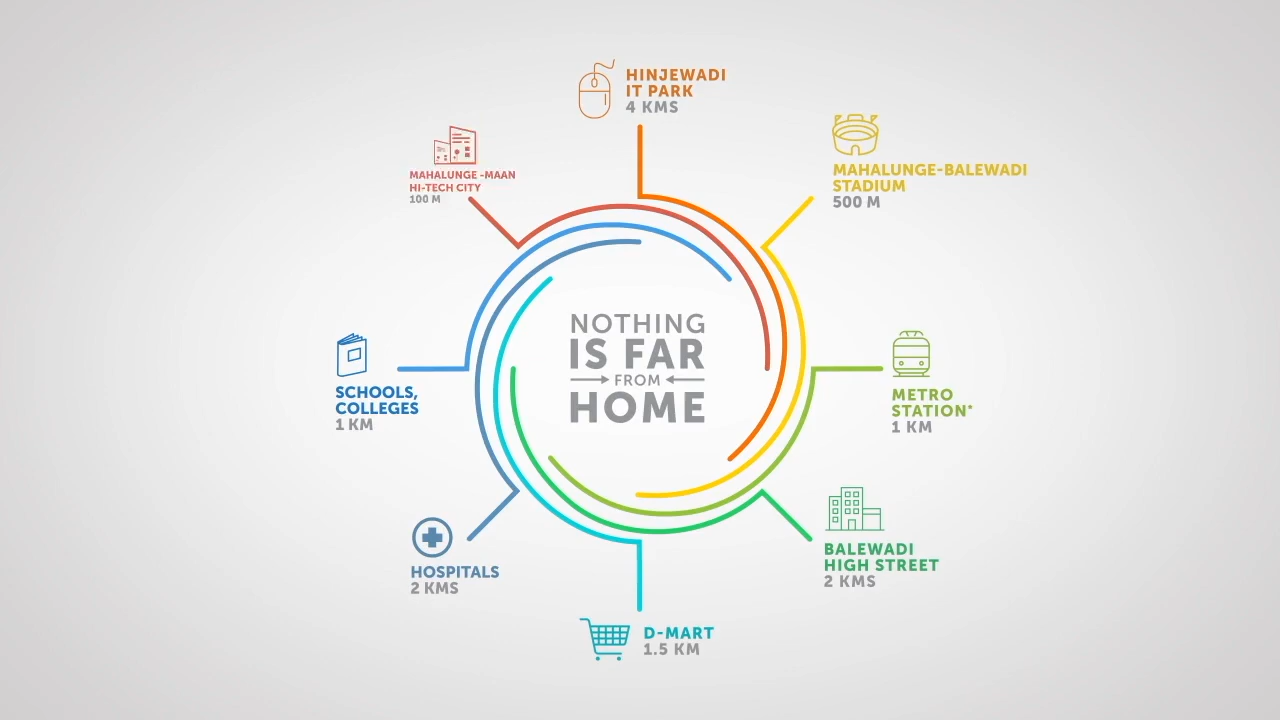 HINJEWADI
IT PARK
4 KMS
MAHALUNGE-BALEWADI
STADIUM
500 M
MAHALUNGE -MAAN
HI-TECH CITY
100 M
NOTHING
IS FAR
FROM
HOME
SCHOOLS,
COLLEGES
1 KM
METRO
STATION*
1 KM
HOSPITALS
2 KMS
BALEWADI
HIGH STREET
2 KMS
D-MART
1.5 KM